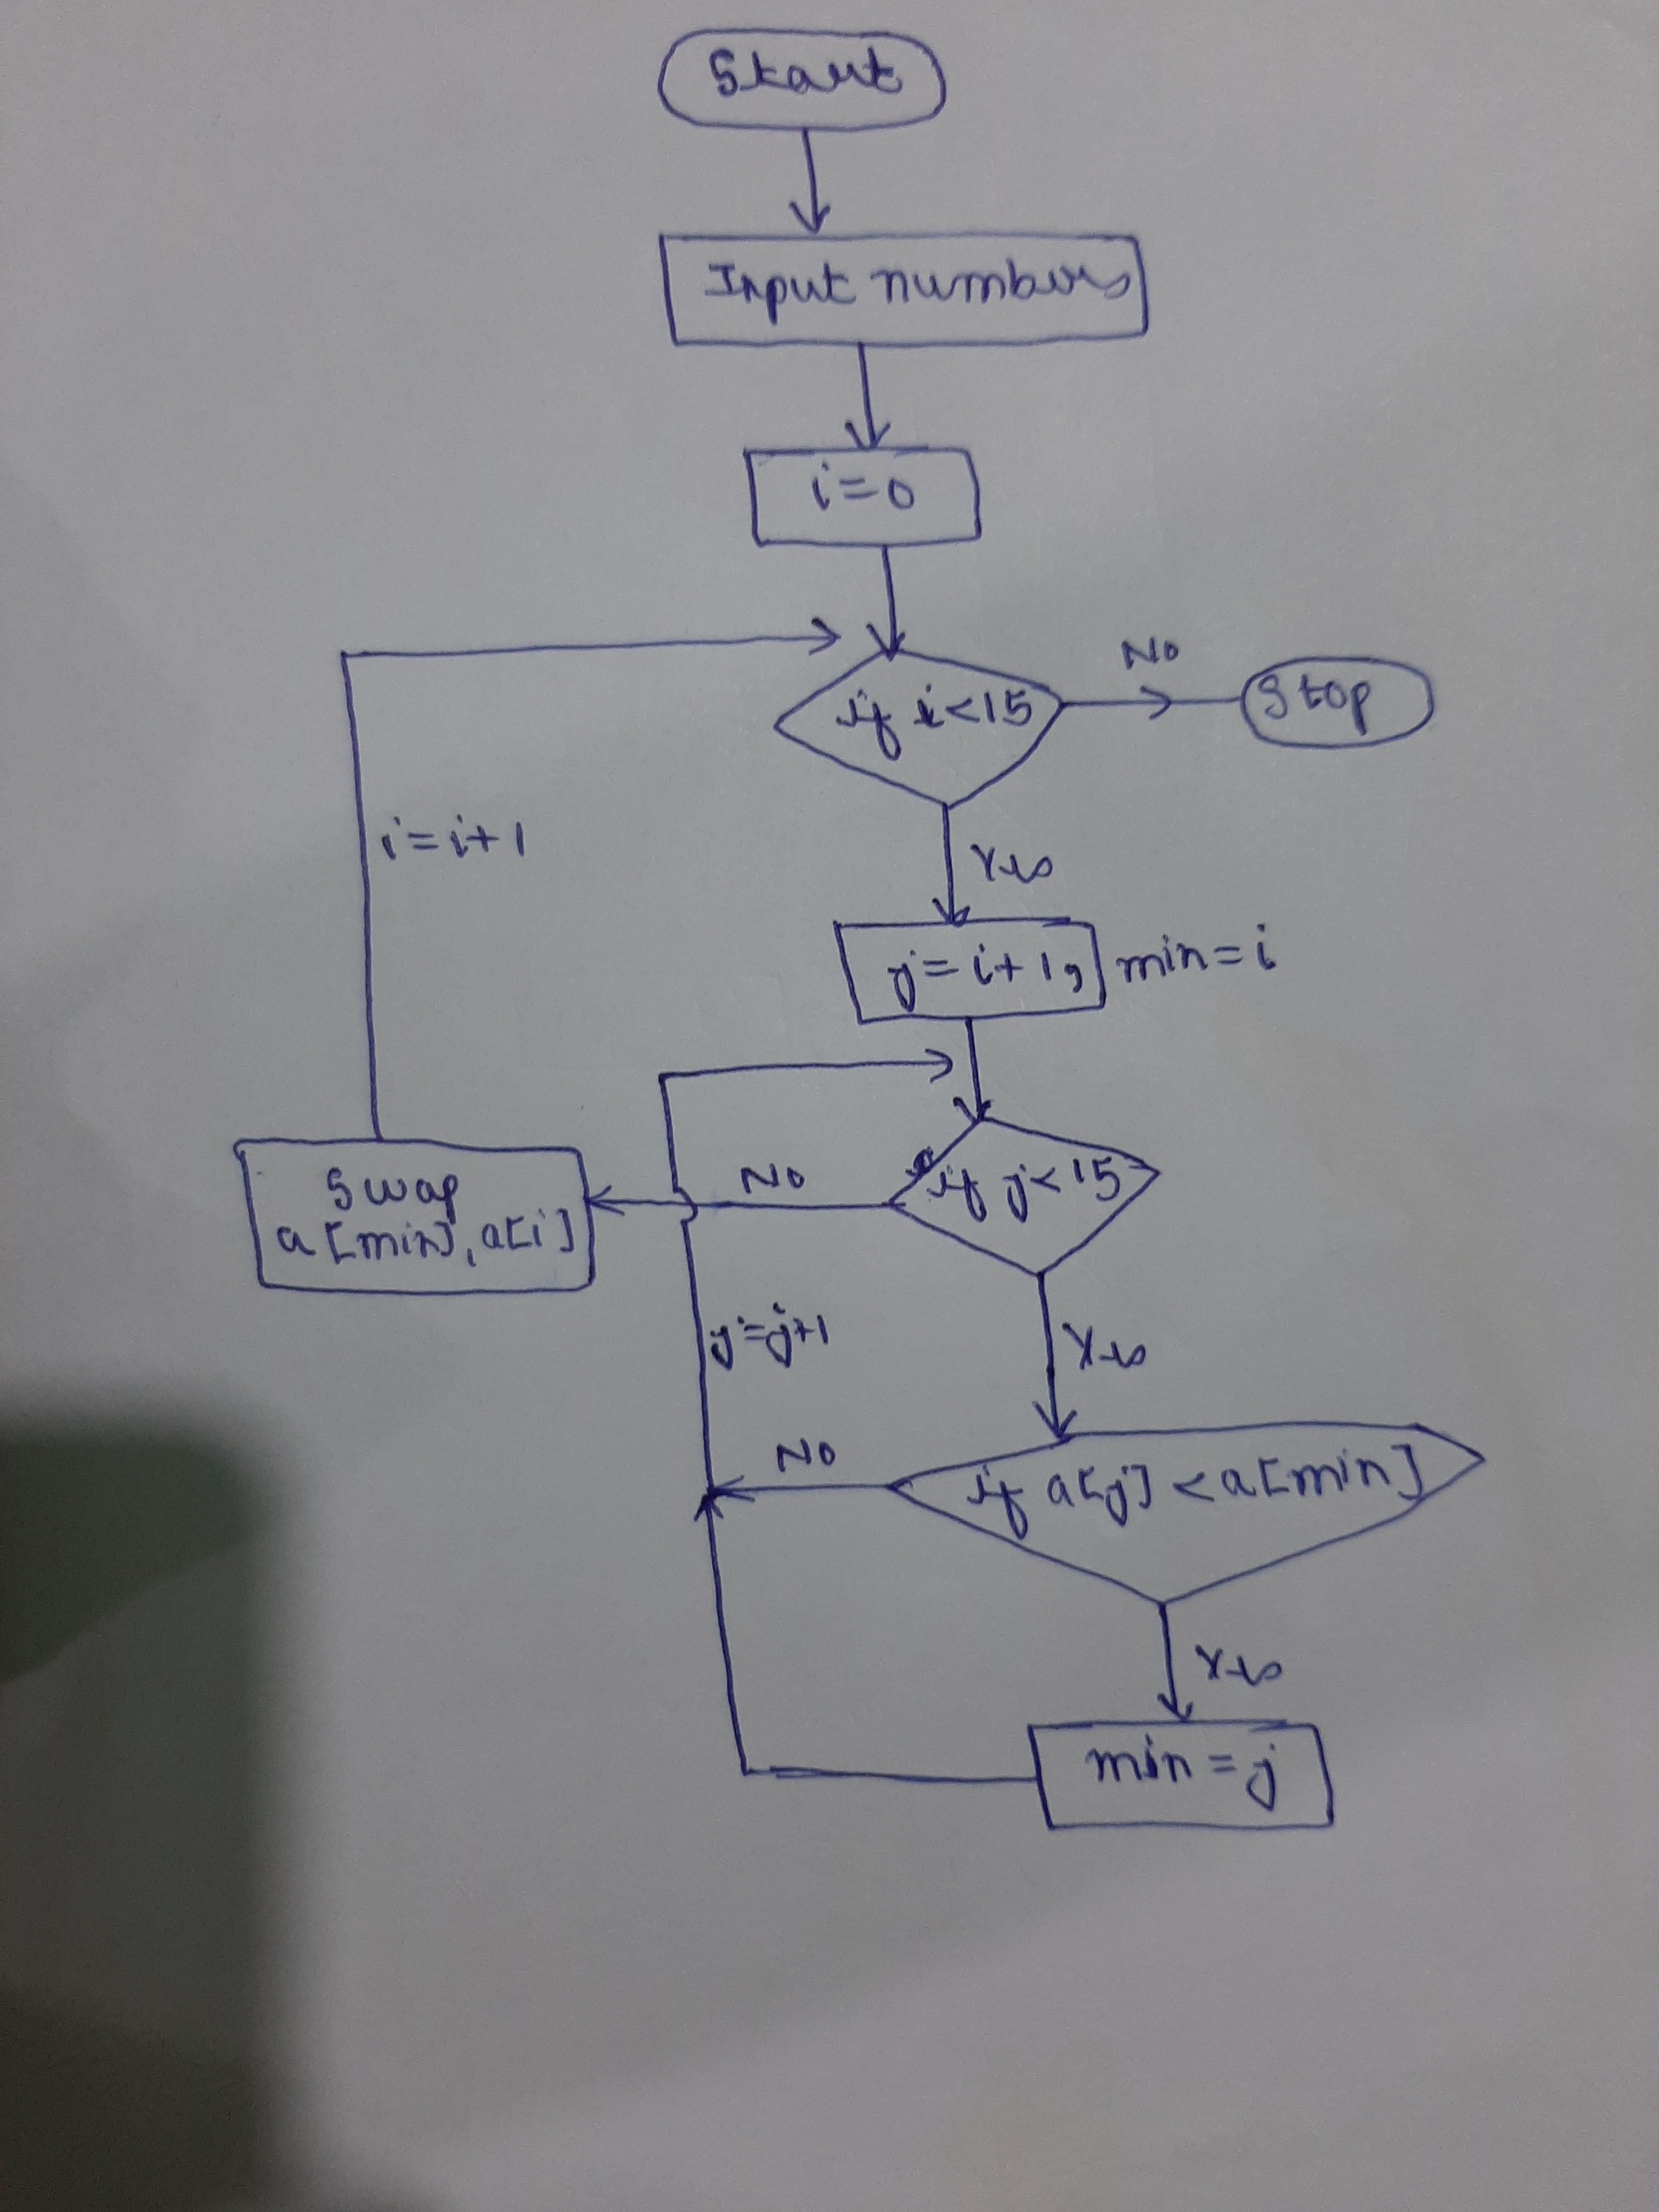 Start
Input numbers
i=0
if i<15
No
Stop
i=i+1
Yes
j=i+1, min=i
if j<15
No
Swap
a[min], a[i]
j=j+1
Yes
if a[j]<a[min]
No
Yes
min=j